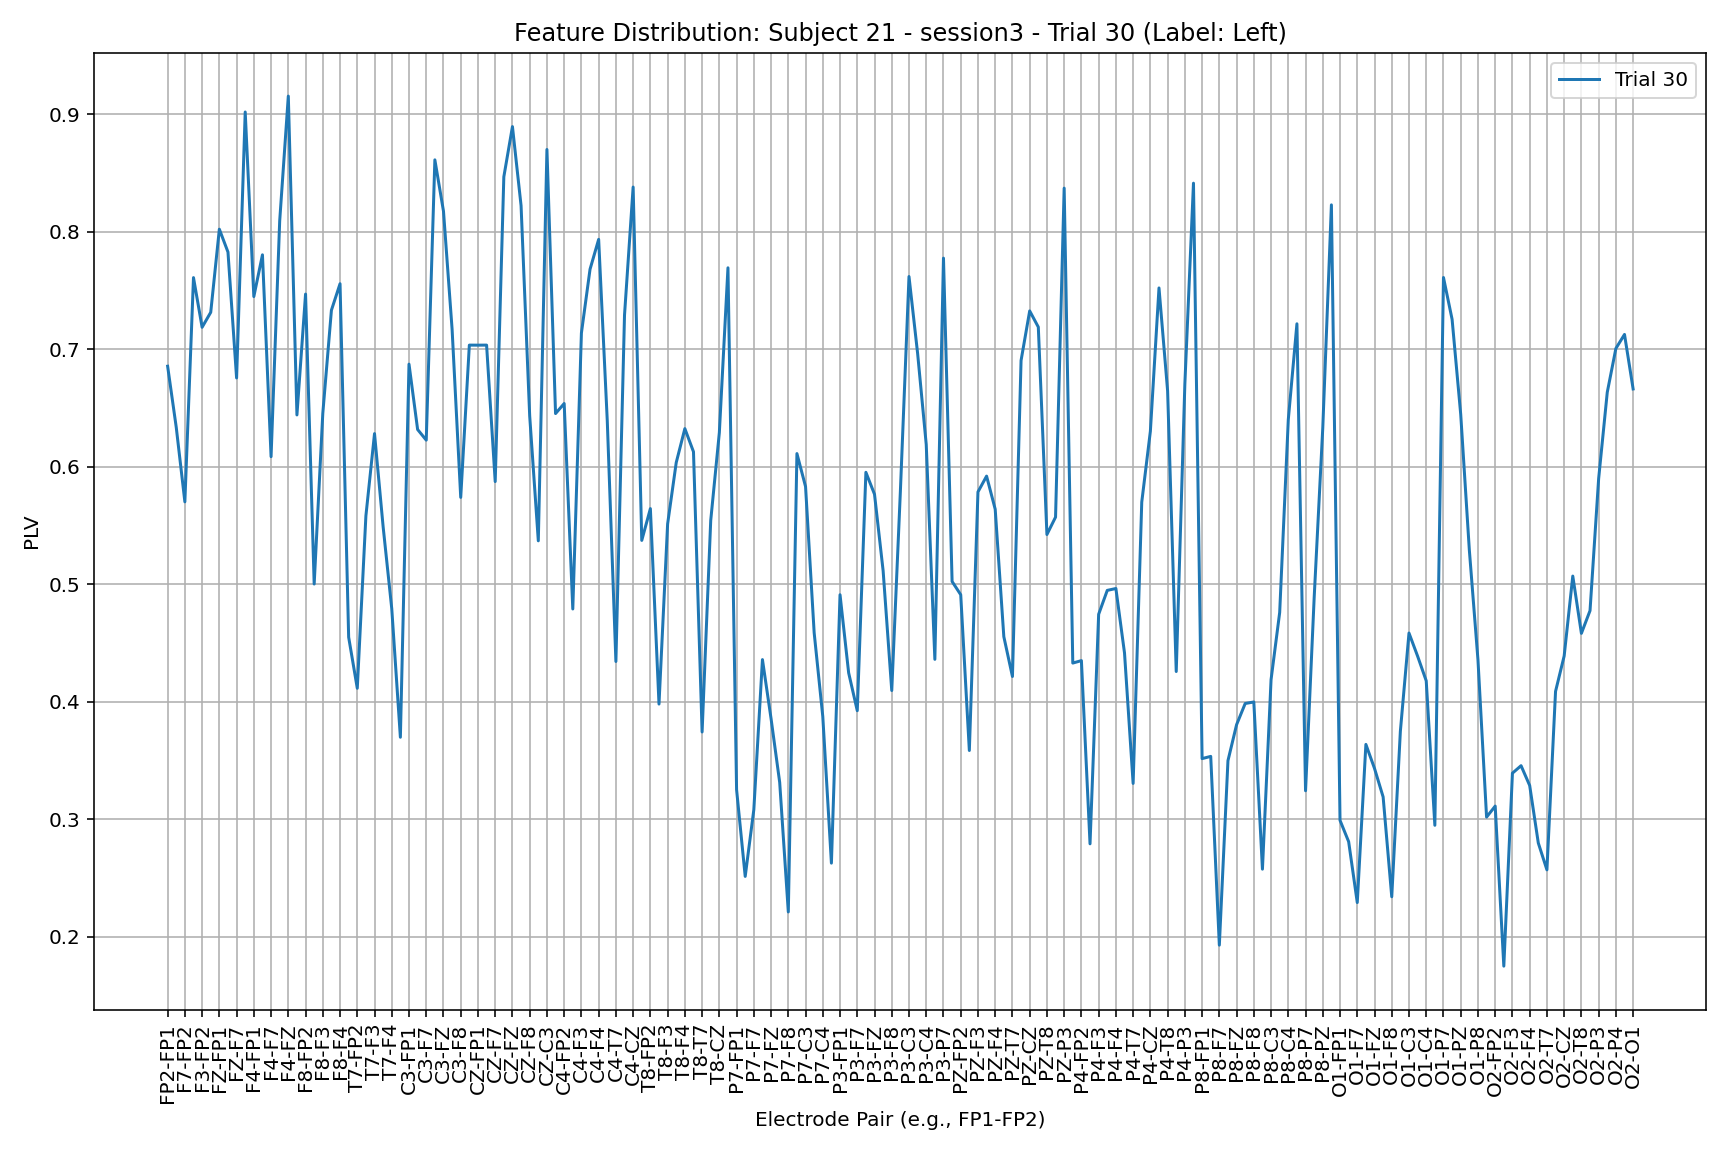 Feature Distribution: Subject 21 - session3 - Trial 30 (Label: Left)
Trial 30
0.9
0.8
0.7
0.6
0.5
0.4
0.3
0.2
PLV
FP2-FP1
F7-FP2
F3-FP2
FZ-FP1
FZ-F7
F4-FP1
F4-F7
F4-FZ
F8-FP2
F8-F3
F8-F4
T7-FP2
T7-F3
T7-F4
C3-FP1
C3-F7
C3-FZ
C3-F8
CZ-FP1
CZ-F7
CZ-FZ
CZ-F8
CZ-C3
C4-FP2
C4-F3
C4-F4
C4-T7
C4-CZ
T8-FP2
T8-F3
T8-F4
T8-T7
T8-CZ
P7-FP1
P7-F7
P7-FZ
P7-F8
P7-C3
P7-C4
P3-FP1
P3-F7
P3-FZ
P3-F8
P3-C3
P3-C4
P3-P7
PZ-FP2
PZ-F3
PZ-F4
PZ-T7
PZ-CZ
PZ-T8
PZ-P3
P4-FP2
P4-F3
P4-F4
P4-T7
P4-CZ
P4-T8
P4-P3
P8-FP1
P8-F7
P8-FZ
P8-F8
P8-C3
P8-C4
P8-P7
P8-PZ
O1-FP1
O1-F7
O1-FZ
O1-F8
O1-C3
O1-C4
O1-P7
O1-PZ
O1-P8
O2-FP2
O2-F3
O2-F4
O2-T7
O2-CZ
O2-T8
O2-P3
O2-P4
O2-O1
Electrode Pair (e.g., FP1-FP2)